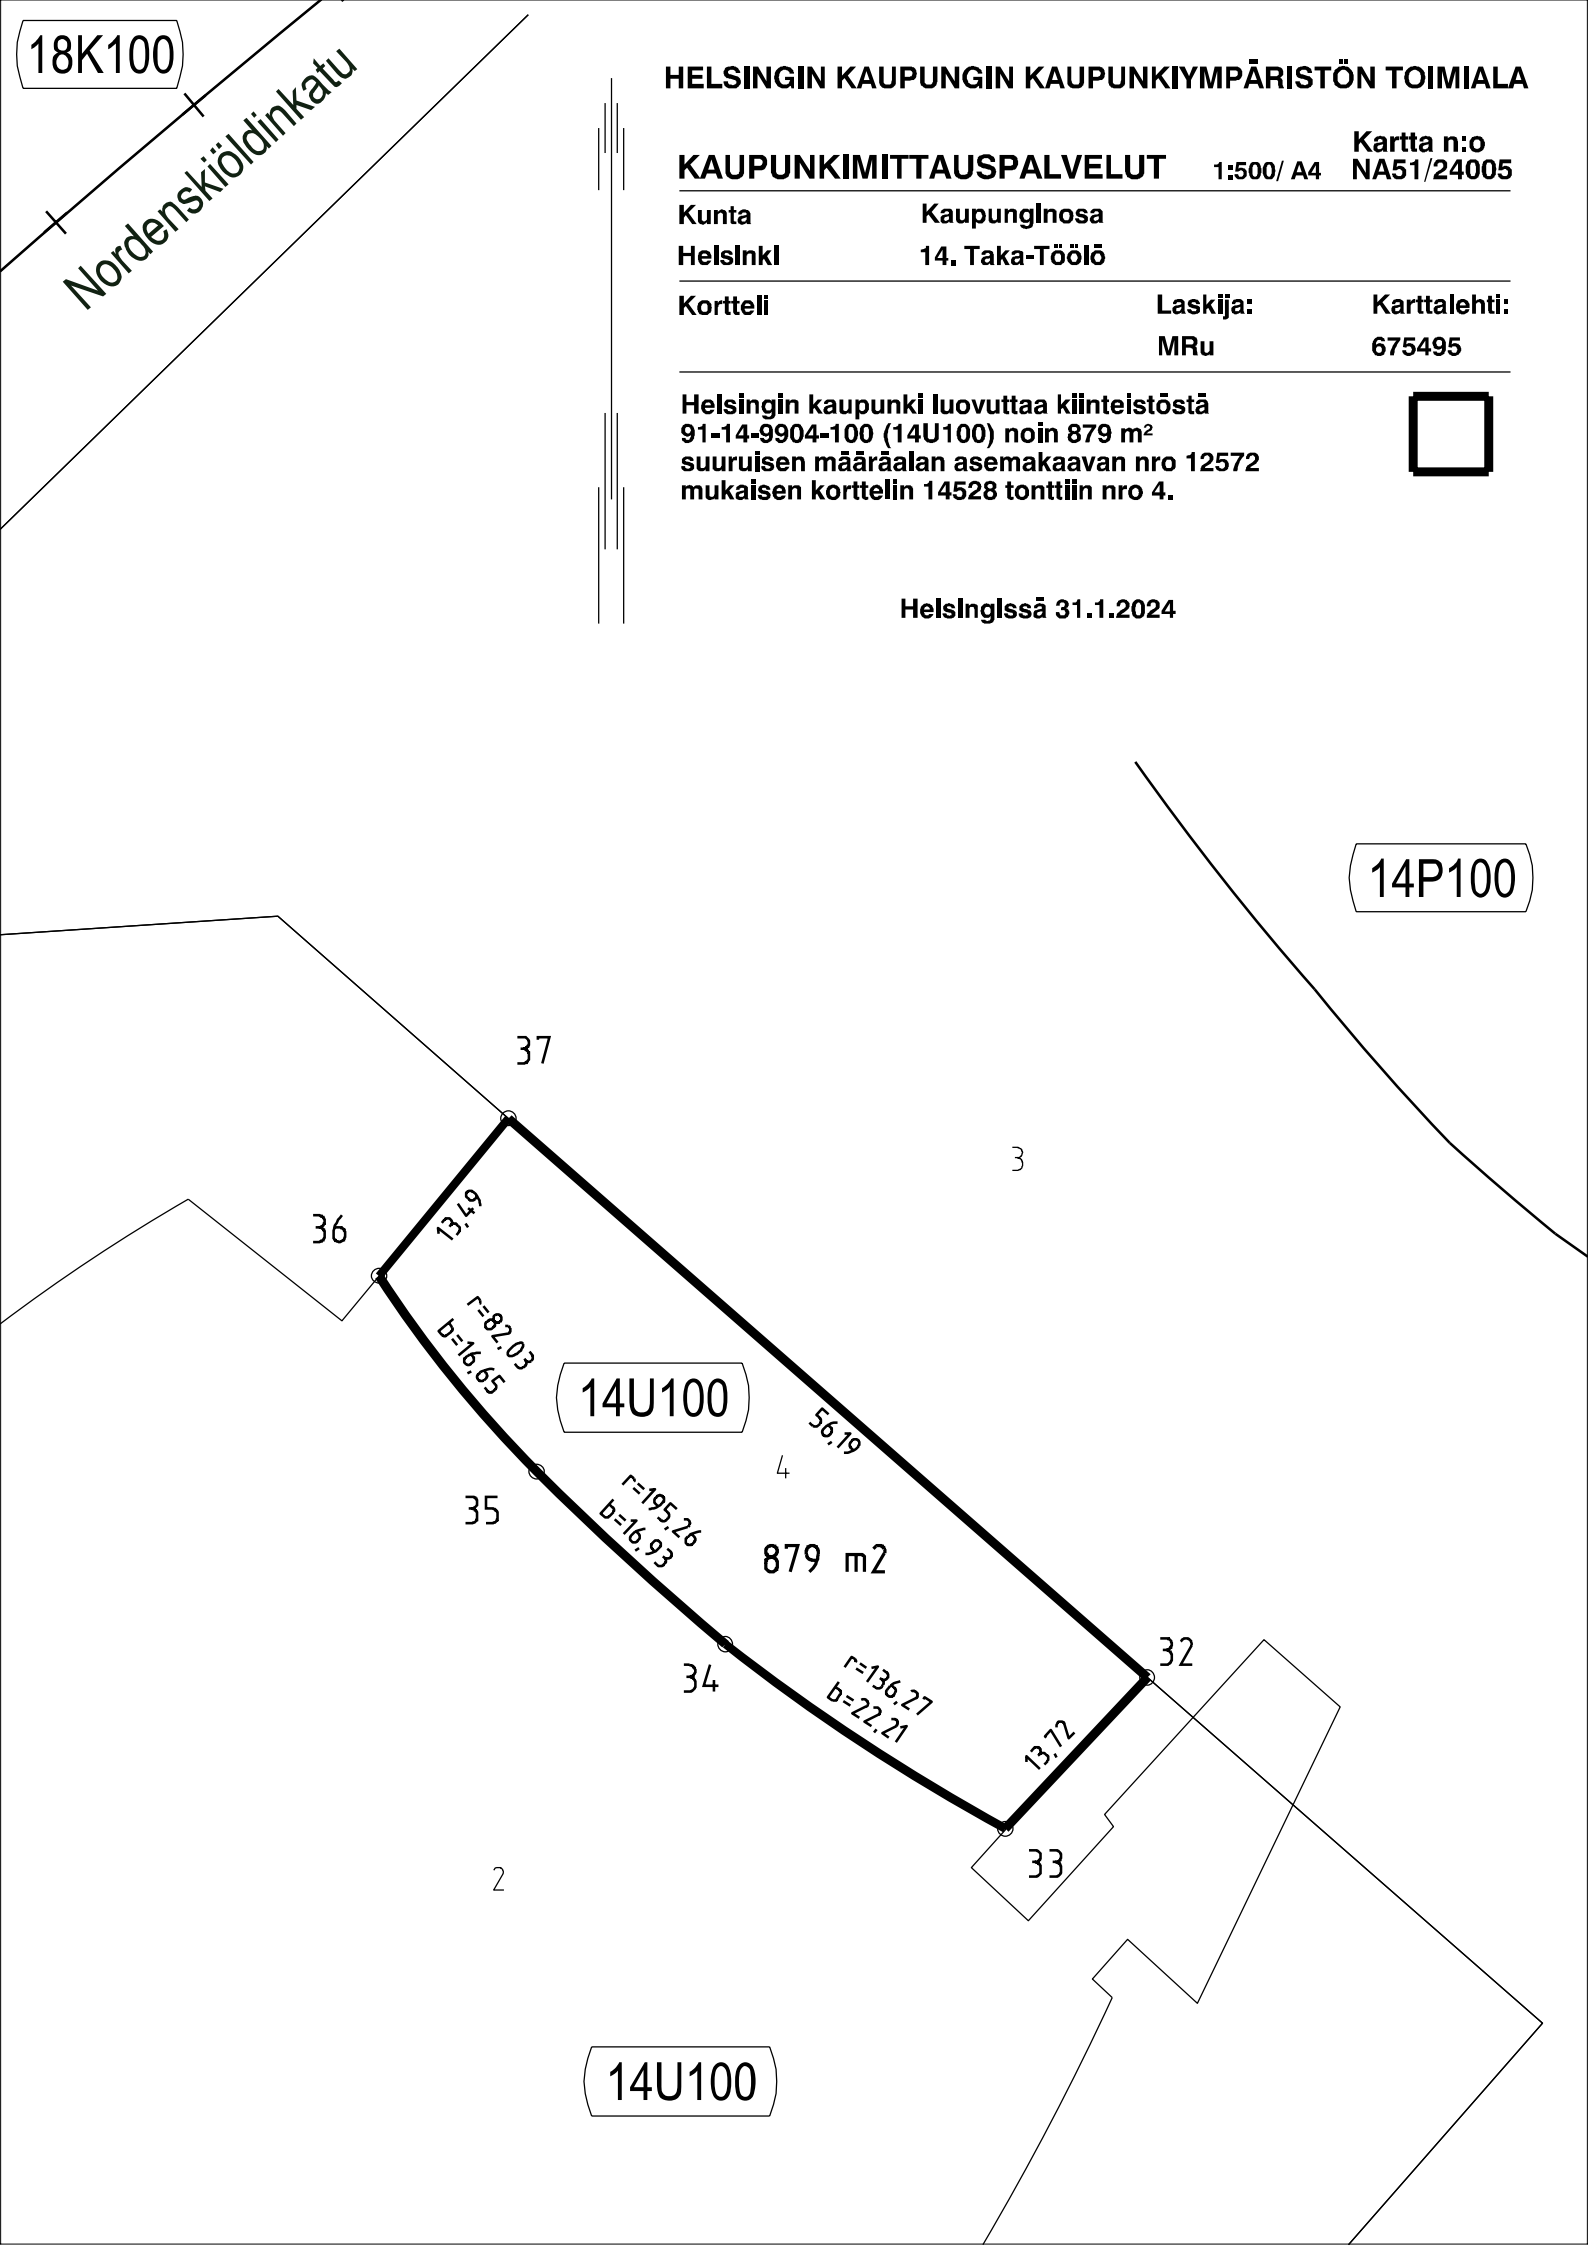 18K100
Nordenskiöldinkatu
HELSINGIN KAUPUNGIN KAUPUNKIYMPÄRISTÖN TOIMIALA
KAUPUNKIMITTAUSPALVELUT 1:500/ A4 Kartta n:o NA51/24005
Kunta Kaupunginosa
Helsinki 14. Taka-Töölö
Kortteli Laskija: Karttalehti:
MRu 675495
Helsingin kaupunki luovuttaa kiinteistöstä
91-14-9904-100 (14U100) noin 879 m²
suuruisen määräalan asemakaavan nro 12572
mukaisen korttelin 14528 tonttiin nro 4.
Helsingissä 31.1.2024
14P100
37
3
13,49
36
r=82,03
b=16,65
14U100
56,19
4
35
r=195,26
b=16,93
879 m2
32
34
r=136,27
b=22,21
13,72
33
2
14U100